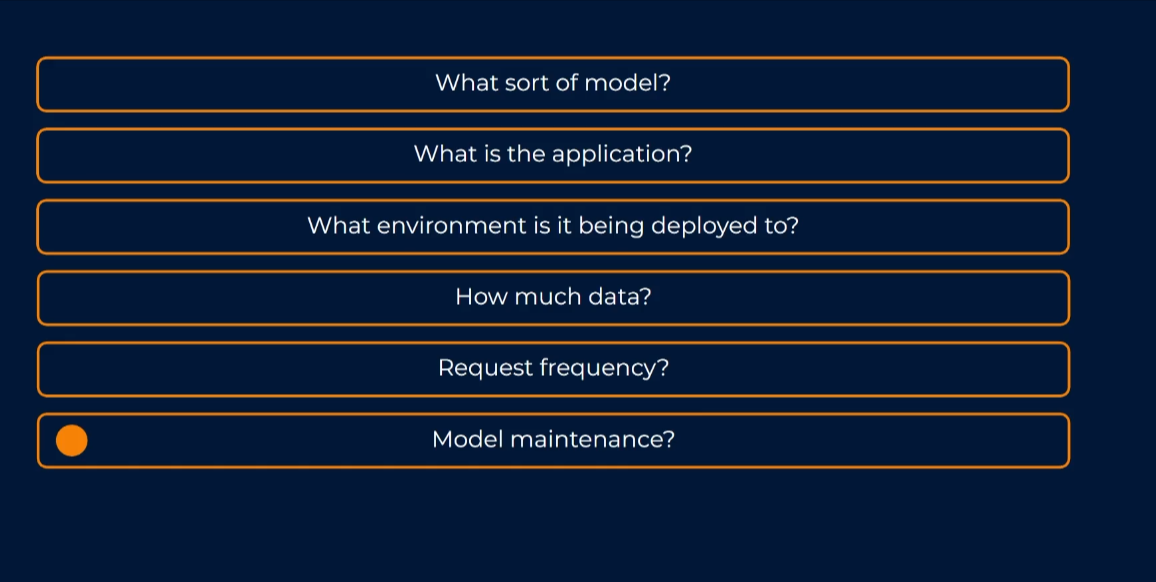 What sort of model?
What is the application?
What environment is it being deployed to?
How much data?
Request frequency?
Model maintenance?